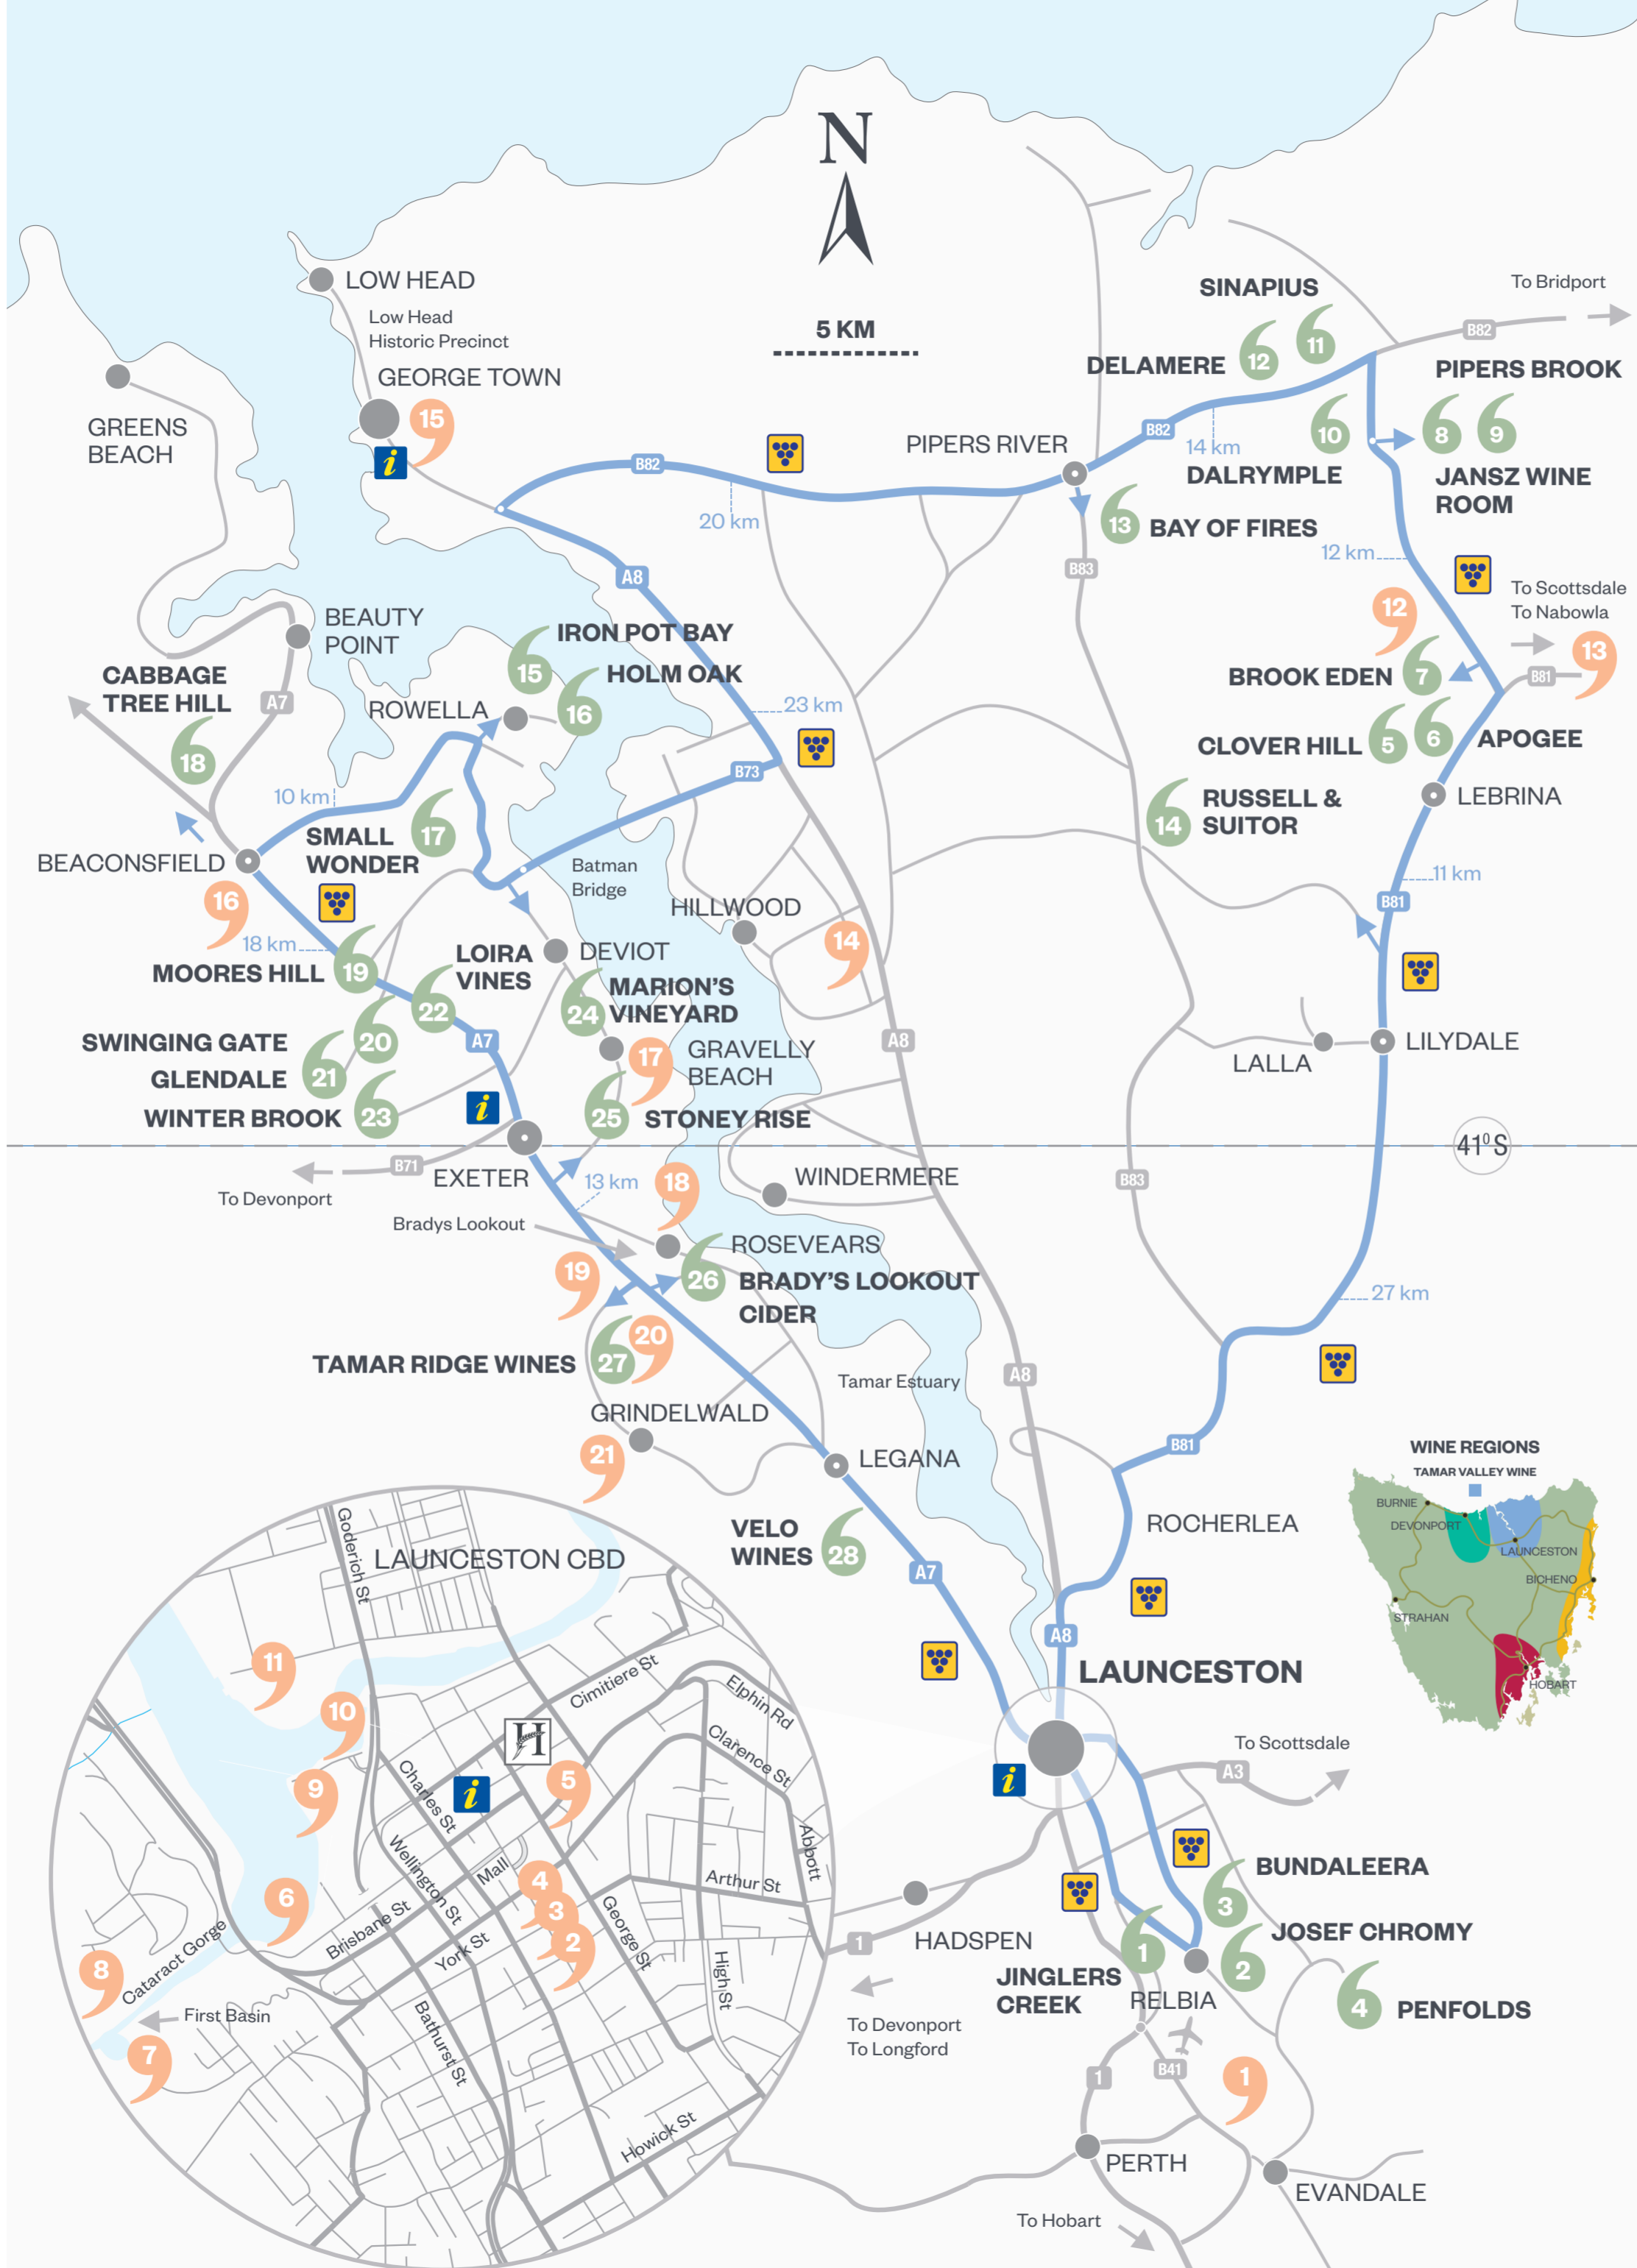 N
LOW HEAD
Low Head
Historic Precinct
GEORGE TOWN
15
i
5 KM
SINAPIUS
11
To Bridport
B82
DELAMERE
12
PIPERS BROOK
8
9
JANSZ WINE
ROOM
10
DALRYMPLE
B82
14 km
PIPERS RIVER
13
BAY OF FIRES
B83
GREENS
BEACH
B82
20 km
A8
12 km
To Scottsdale
To Nabowla
12
13
B81
BROOK EDEN
7
CLOVER HILL
5
6
APOGEE
LEBRINA
BEAUTY
POINT
IRON POT BAY
15
HOLM OAK
16
CABBAGE
TREE HILL
18
A7
ROWELLA
23 km
B73
10 km
SMALL
WONDER
17
RUSSELL &
SUITOR
14
BEACONSFIELD
16
Batman
Bridge
11 km
B81
HILLWOOD
14
18 km
MOORES HILL
19
LOIRA
VINES
22
DEVIOT
24
MARION'S
VINEYARD
SWINGING GATE
20
GLENDALE
21
WINTER BROOK
23
A7
17
GRAVELLY
BEACH
25
STONEY RISE
A8
LALLA
LILYDALE
i
41⁰ S
B71
EXETER
To Devonport
13 km
18
WINDERMERE
B83
Bradys Lookout
ROSEVEARS
19
26
BRADY'S LOOKOUT
CIDER
27 km
TAMAR RIDGE WINES
27
20
Tamar Estuary
A8
GRINDELWALD
21
LEGANA
B81
VELO
WINES
28
ROCHERLEA
A7
A8
LAUNCESTON
i
WINE REGIONS
TAMAR VALLEY WINE
BURNIE
DEVONPORT
LAUNCESTON
BICHENO
STRAHAN
HOBART
To Scottsdale
A3
BUNDALEERA
3
JOSEF CHROMY
2
1
JINGLERS
CREEK
RELBIA
4
PENFOLDS
1
HADSPEN
To Devonport
To Longford
1
B41
1
PERTH
EVANDALE
To Hobart
LAUNCESTON CBD
Goderich St
11
10
9
Cimitiere St
Elphin Rd
Clarence St
H
i
5
Charles St
Wellington St
Mall
4
3
2
Abbott
Arthur St
George St
High St
6
Brisbane St
York St
8
Cataract Gorge
First Basin
7
Bathurst St
Howick St